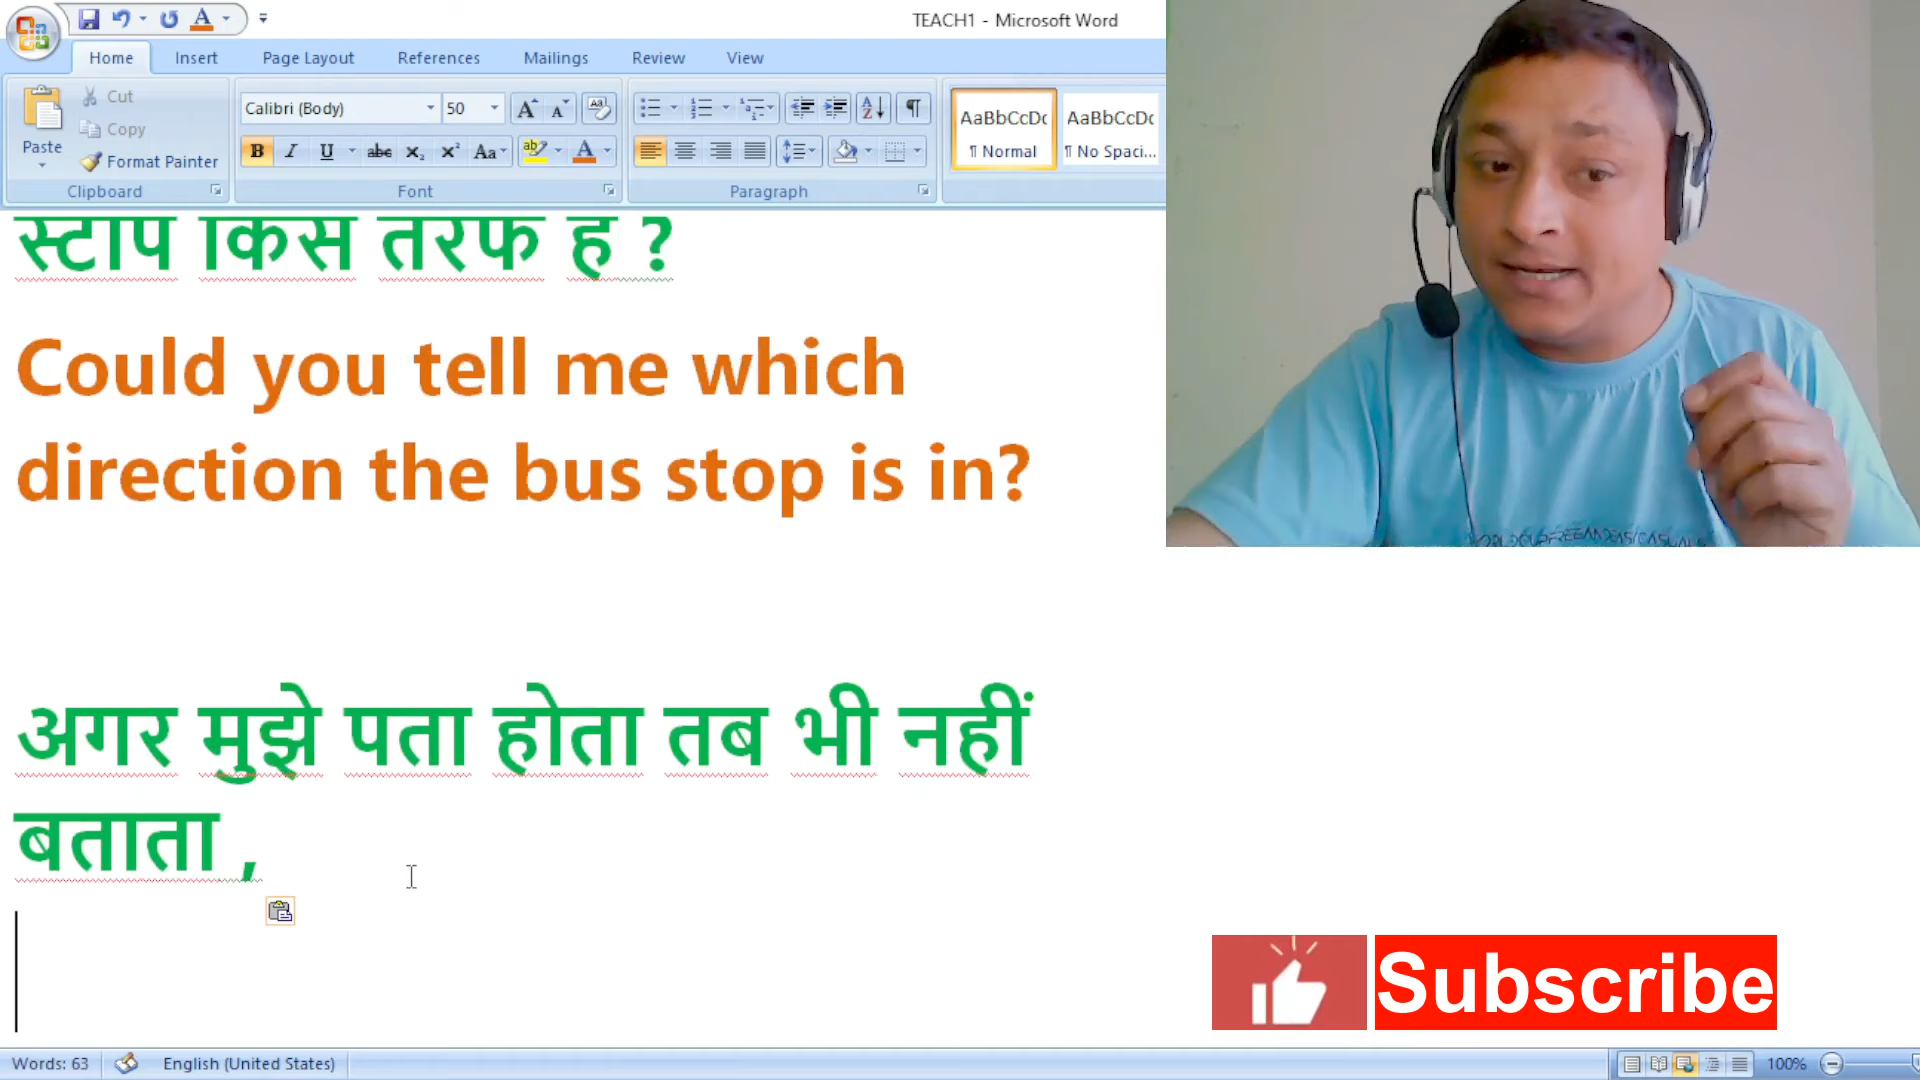 TEACH1 - Microsoft Word
Home Insert Page Layout References Mailings Review View
Paste
Cut
Copy
Format Painter
Clipboard
Calibri (Body) 50
Font
Paragraph
AaBbCcDc
¶ Normal
AaBbCcDc
¶ No Spaci...
स्टॉप किस तरफ है ?
Could you tell me which
direction the bus stop is in?
अगर मुझे पता होता तब भी नहीं
बताता ,
Subscribe
Words: 63 English (United States) 100%